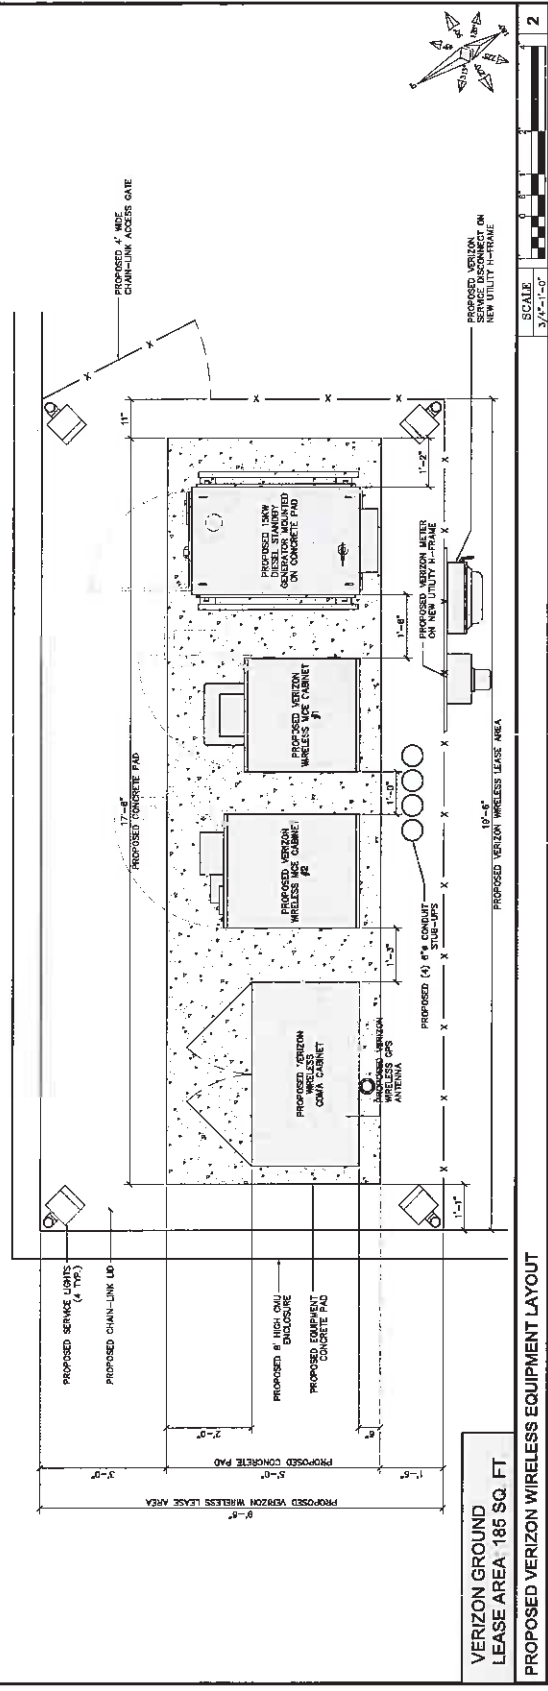 PROPOSED SERVICE LIGHTS
(4 TYP.)
PROPOSED CHAIN-LINK LID
PROPOSED 8' HIGH CMU
ENCLOSURE
PROPOSED EQUIPMENT
CONCRETE PAD
3'-0"
5'-0"
PROPOSED CONCRETE PAD
1'-6"
2'-0"
6"
9'-6"
PROPOSED VERIZON WIRELESS LEASE AREA
17'-8"
PROPOSED CONCRETE PAD
11"
PROPOSED 4' WIDE
CHAIN-LINK ACCESS GATE
PROPOSED VERIZON
WIRELESS
CDMA CABINET
PROPOSED VERIZON
WIRELESS MCE CABINET
#2
PROPOSED VERIZON
WIRELESS MCE CABINET
#1
PROPOSED 15KW
DIESEL STANDBY
GENERATOR MOUNTED
ON CONCRETE PAD
PROPOSED VERIZON
WIRELESS GPS
ANTENNA
1'-1"
1'-3"
1'-0"
1'-8"
1'-2"
PROPOSED (4) 6"ø CONDUIT
STUB-UPS
PROPOSED VERIZON METER
ON NEW UTILITY H-FRAME
PROPOSED VERIZON
SERVICE DISCONNECT ON
NEW UTILITY H-FRAME
19'-6"
PROPOSED VERIZON WIRELESS LEASE AREA
VERIZON GROUND
LEASE AREA: 185 SQ. FT.
PROPOSED VERIZON WIRELESS EQUIPMENT LAYOUT
SCALE
3/4"=1'-0"
1' 0 6" 1' 2' 4'
2